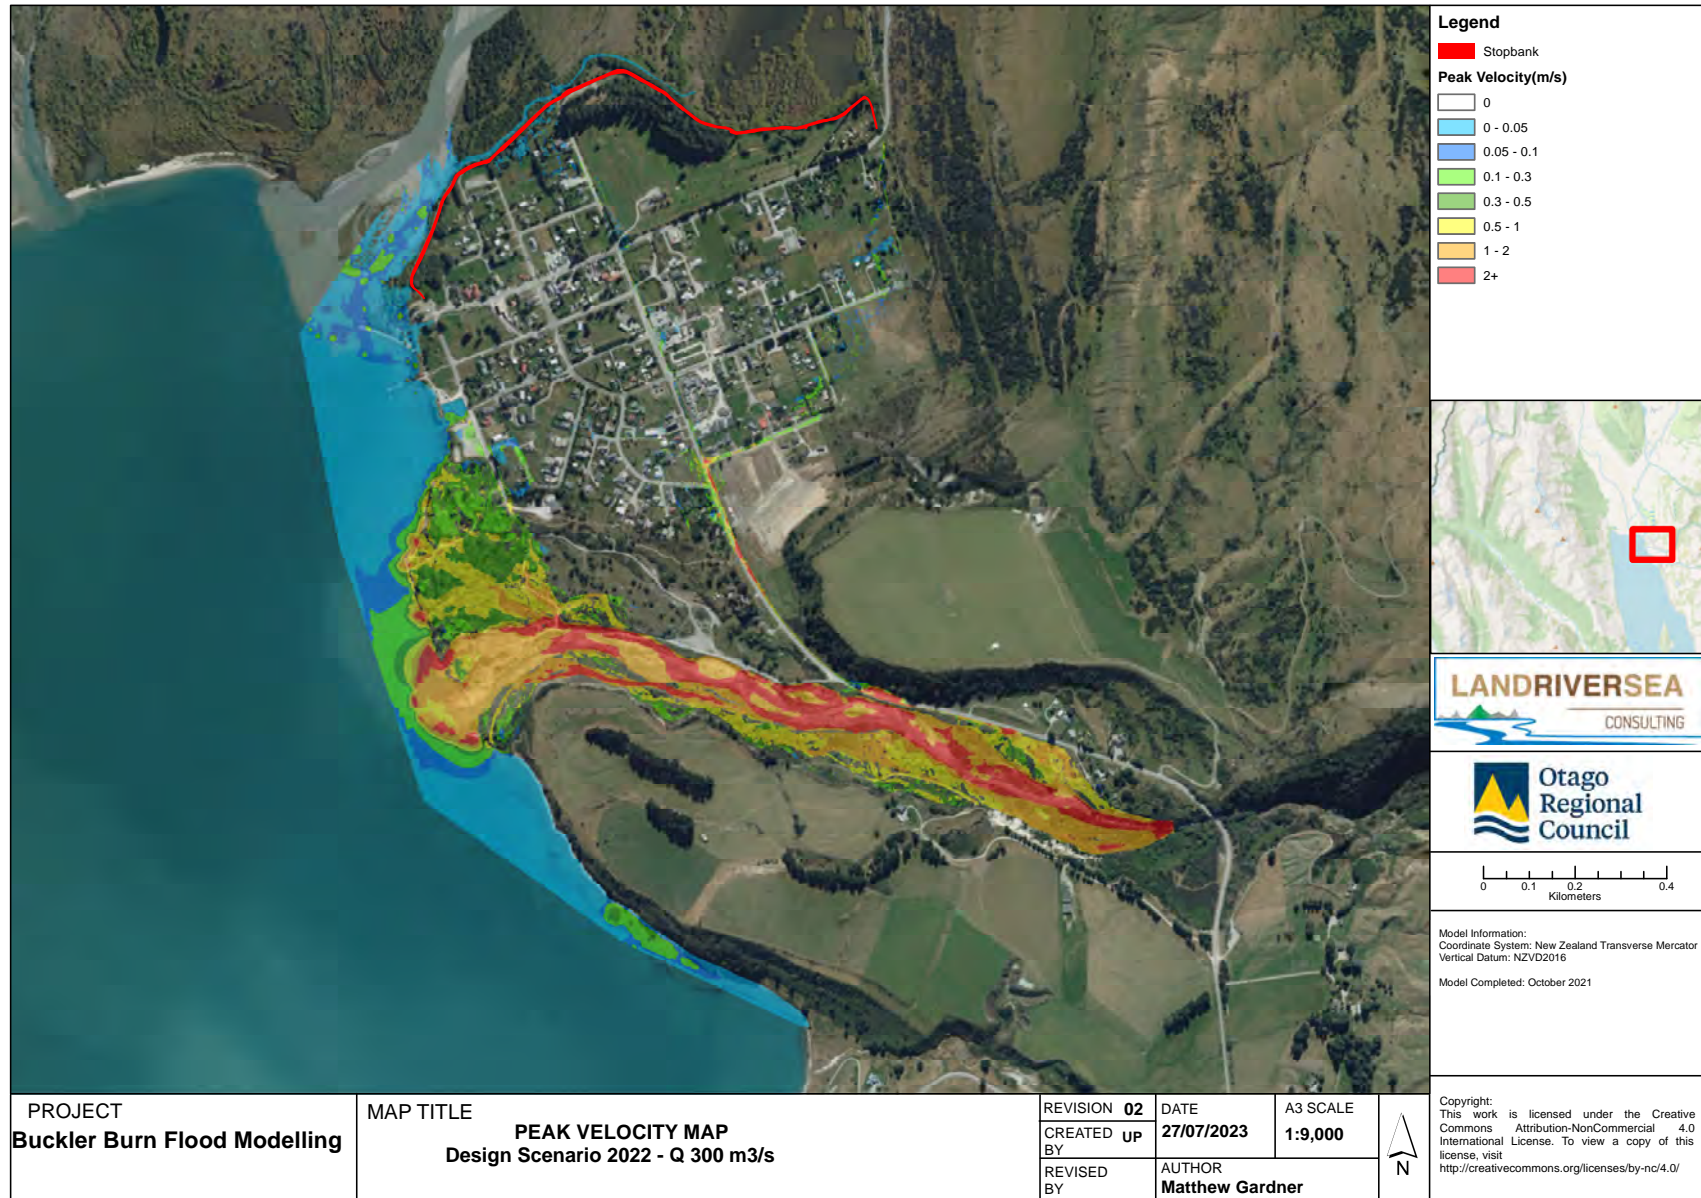 Legend
Stopbank
Peak Velocity(m/s)
0
0 - 0.05
0.05 - 0.1
0.1 - 0.3
0.3 - 0.5
0.5 - 1
1 - 2
2+
LANDRIVERSEA
CONSULTING
Otago
Regional
Council
0 0.1 0.2 0.4
Kilometers
Model Information:
Coordinate System: New Zealand Transverse Mercator
Vertical Datum: NZVD2016
Model Completed: October 2021
Copyright:
This work is licensed under the Creative
Commons Attribution-NonCommercial 4.0
International License. To view a copy of this
license, visit
http://creativecommons.org/licenses/by-nc/4.0/
PROJECT
Buckler Burn Flood Modelling
MAP TITLE
PEAK VELOCITY MAP
Design Scenario 2022 - Q 300 m3/s
REVISION 02
CREATED BY UP
REVISED BY
DATE
27/07/2023
A3 SCALE
1:9,000
AUTHOR
Matthew Gardner
N